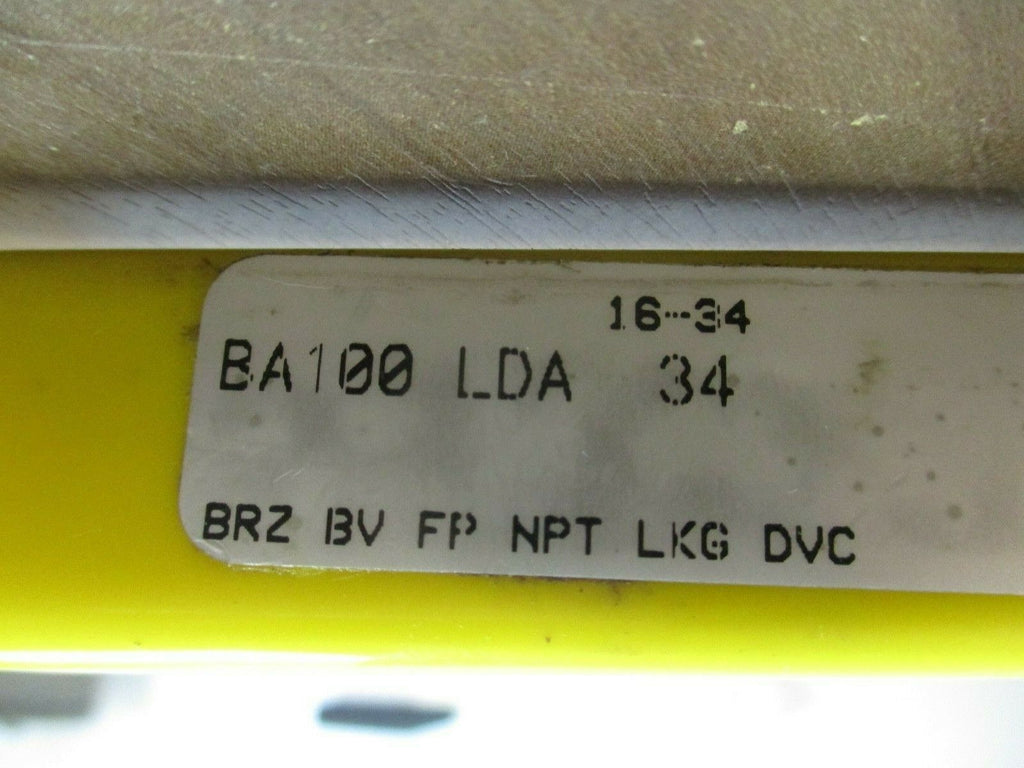 16-34
BA100 LDA 34
BRZ BV FP NPT LKG DVC